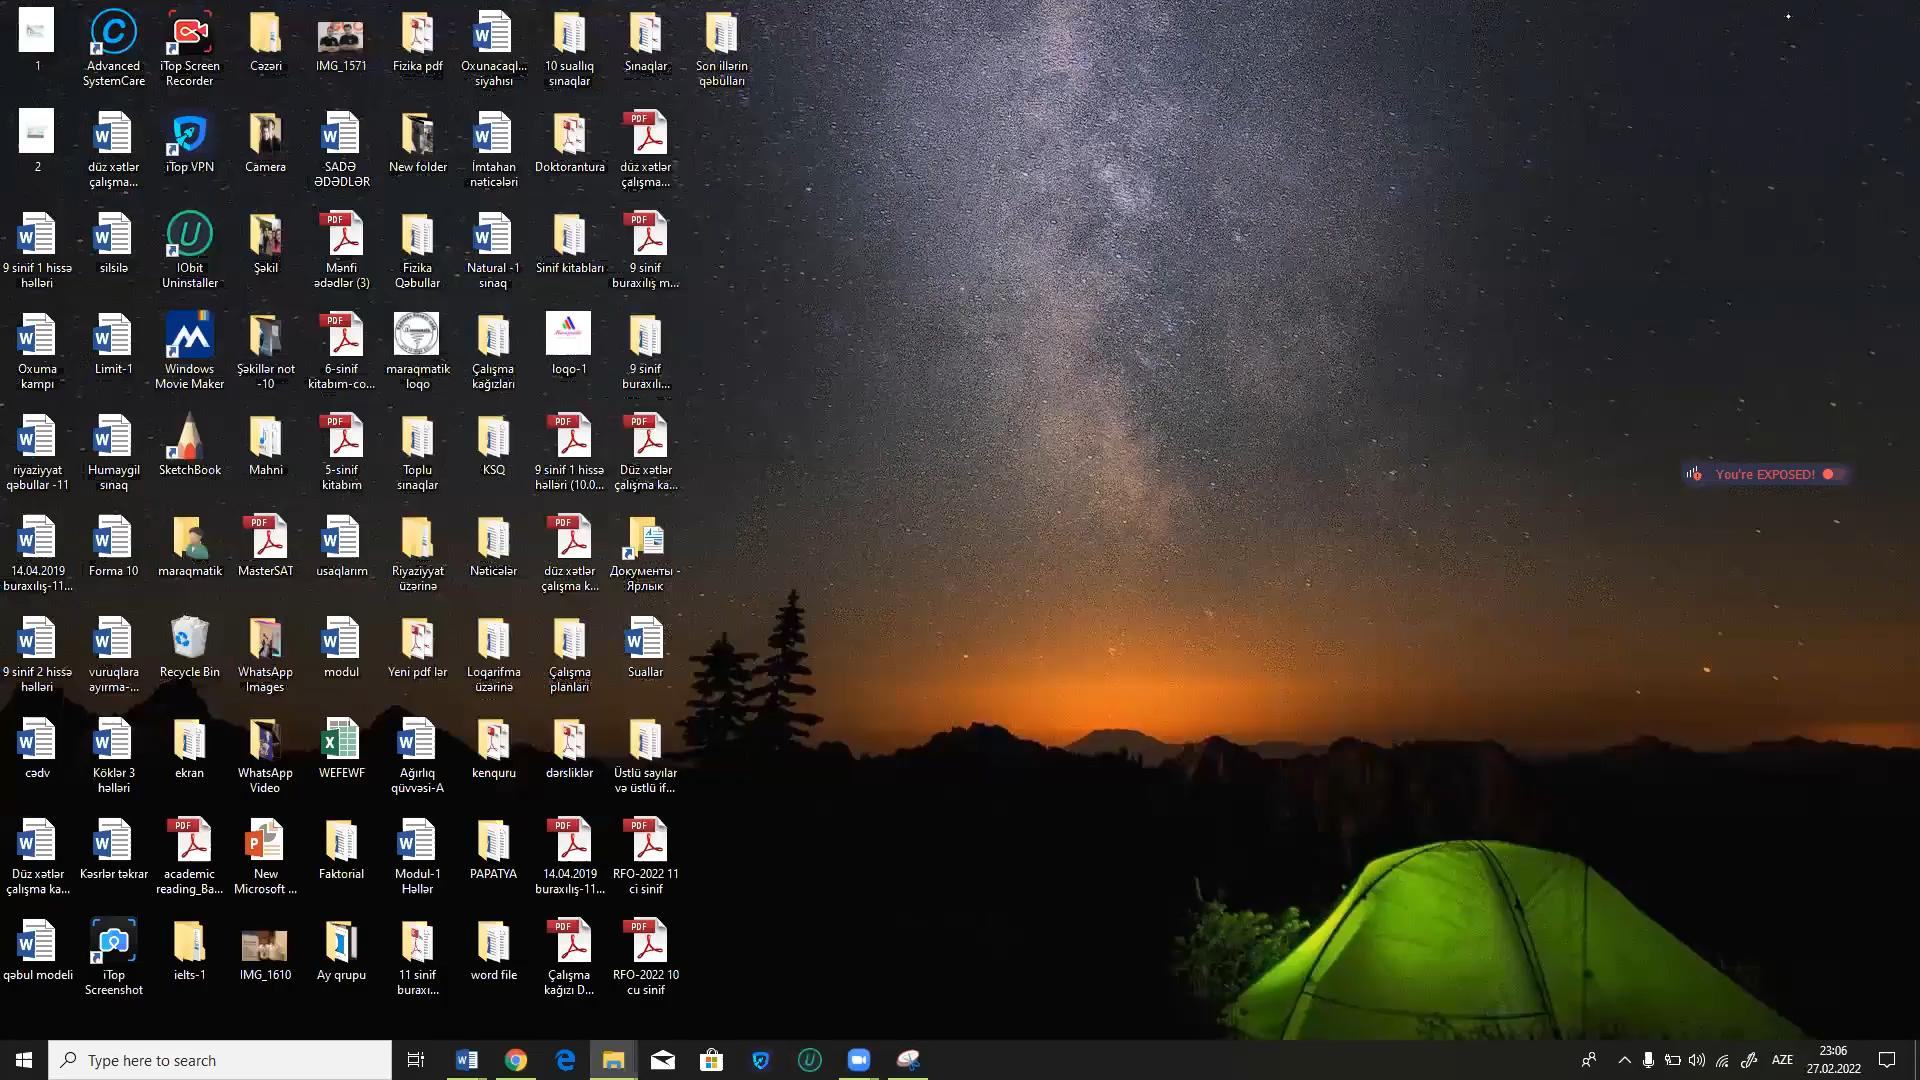 1
Advanced
SystemCare
iTop Screen
Recorder
Cəzəri
IMG_1571
Fizika pdf
Oxunacaql...
siyahısı
10 suallıq
sınaqlar
Sınaqlar
Son illərin
qəbulları
2
düz xətlər
çalışma...
iTop VPN
Camera
SADƏ
ƏDƏDLƏR
New folder
İmtahan
nəticələri
Doktorantura
düz xətlər
çalışma...
9 sinif 1 hissə
həlləri
silsilə
IObit
Uninstaller
Şəkil
Mənfi
ədədlər (3)
Fizika
Qəbullar
Natural -1
sınaq
Sinif kitabları
9 sinif
buraxılış m...
Oxuma
kampı
Limit-1
Windows
Movie Maker
Şəkillər not
-10
6-sinif
kitabım-co...
maraqmatik
loqo
Çalışma
kağızları
loqo-1
9 sinif
buraxılı...
riyaziyyat
qəbullar -11
Humaygil
sınaq
SketchBook
Mahni
5-sinif
kitabım
Toplu
sınaqlar
KSQ
9 sinif 1 hissə
həlləri (10.0...
Düz xətlər
çalışma ka...
You're EXPOSED!
14.04.2019
buraxılış-11...
Forma 10
maraqmatik
MasterSAT
usaqlarım
Riyaziyyat
üzərinə
Nəticələr
düz xətlər
çalışma k...
Документы -
Ярлык
9 sinif 2 hissə
həlləri
vuruqlara
ayırma-...
Recycle Bin
WhatsApp
Images
modul
Yeni pdf lər
Loqarifma
üzərinə
Çalışma
planları
Suallar
cədv
Köklər 3
həlləri
ekran
WhatsApp
Video
WEFEWF
Ağırlıq
qüvvəsi-A
kenquru
dərsliklər
Üstlü sayılar
və üstlü if...
Düz xətlər
çalışma ka...
Kəsrlər təkrar
academic
reading_Ba...
New
Microsoft ...
Faktorial
Modul-1
Həllər
PAPATYA
14.04.2019
buraxılış-11...
RFO-2022 11
ci sinif
qəbul modeli
iTop
Screenshot
ielts-1
IMG_1610
Ay qrupu
11 sinif
buraxı...
word file
Çalışma
kağızı D...
RFO-2022 10
cu sinif
Type here to search
AZE
23:06
27.02.2022